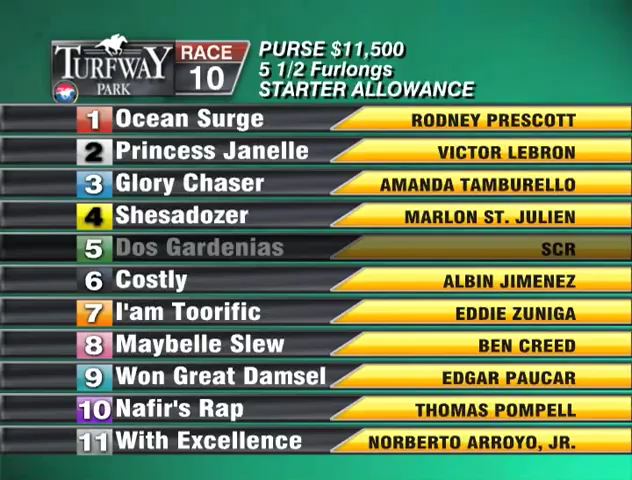 TURFWAY
PARK
RACE
10
PURSE $11,500
5 1/2 Furlongs
STARTER ALLOWANCE
1 Ocean Surge RODNEY PRESCOTT
2 Princess Janelle VICTOR LEBRON
3 Glory Chaser AMANDA TAMBURELLO
4 Shesadozer MARLON ST. JULIEN
5 Dos Gardenias SCR
6 Costly ALBIN JIMENEZ
7 I'am Toorific EDDIE ZUNIGA
8 Maybelle Slew BEN CREED
9 Won Great Damsel EDGAR PAUCAR
10 Nafir's Rap THOMAS POMPELL
11 With Excellence NORBERTO ARROYO, JR.